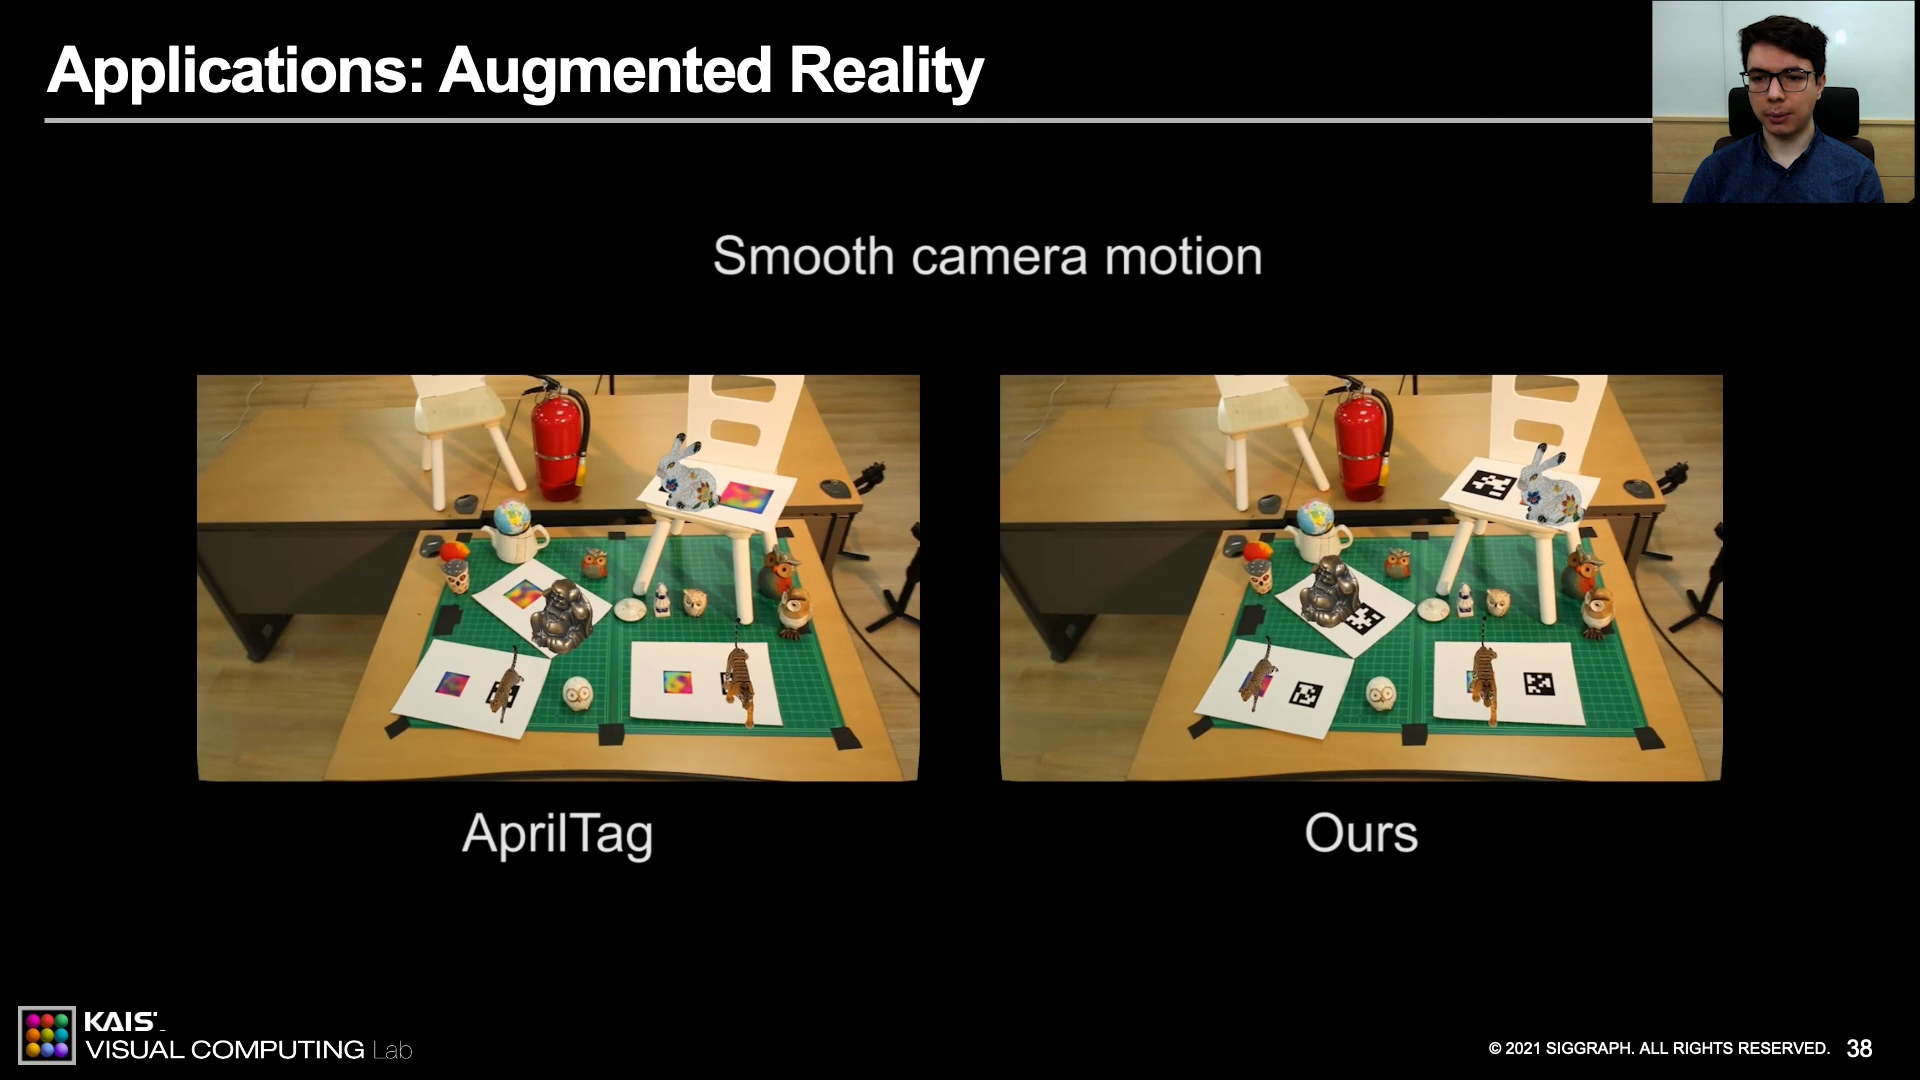 Applications: Augmented Reality
Smooth camera motion
AprilTag
Ours
KAIST
VISUAL COMPUTING Lab
© 2021 SIGGRAPH. ALL RIGHTS RESERVED. 38